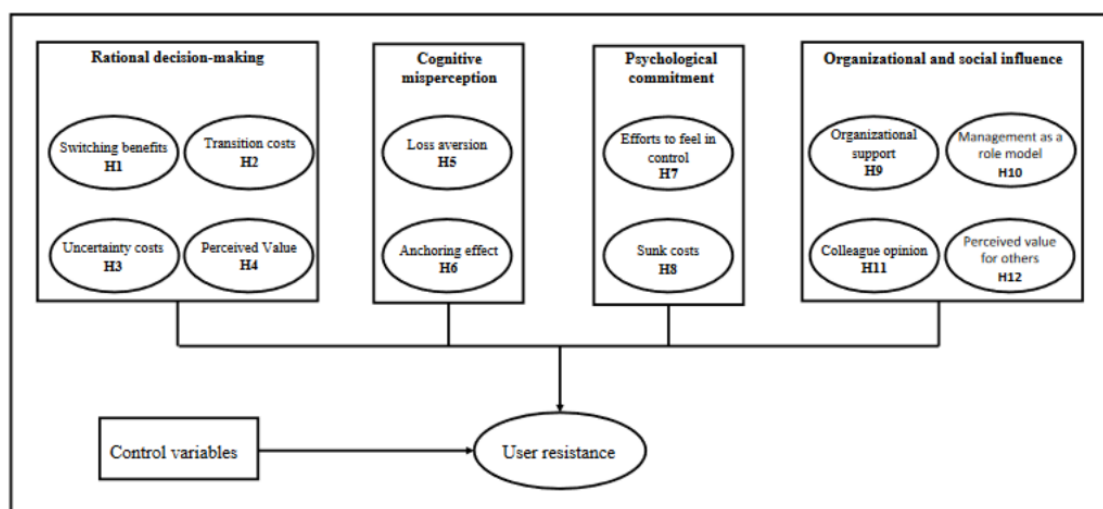 Rational decision-making
Switching benefits
H1
Transition costs
H2
Uncertainty costs
H3
Perceived Value
H4
Cognitive
misperception
Loss aversion
H5
Anchoring effect
H6
Psychological
commitment
Efforts to feel in
control
H7
Sunk costs
H8
Organizational and social influence
Organizational
support
H9
Management as a
role model
H10
Colleague opinion
H11
Perceived value
for others
H12
Control variables
User resistance